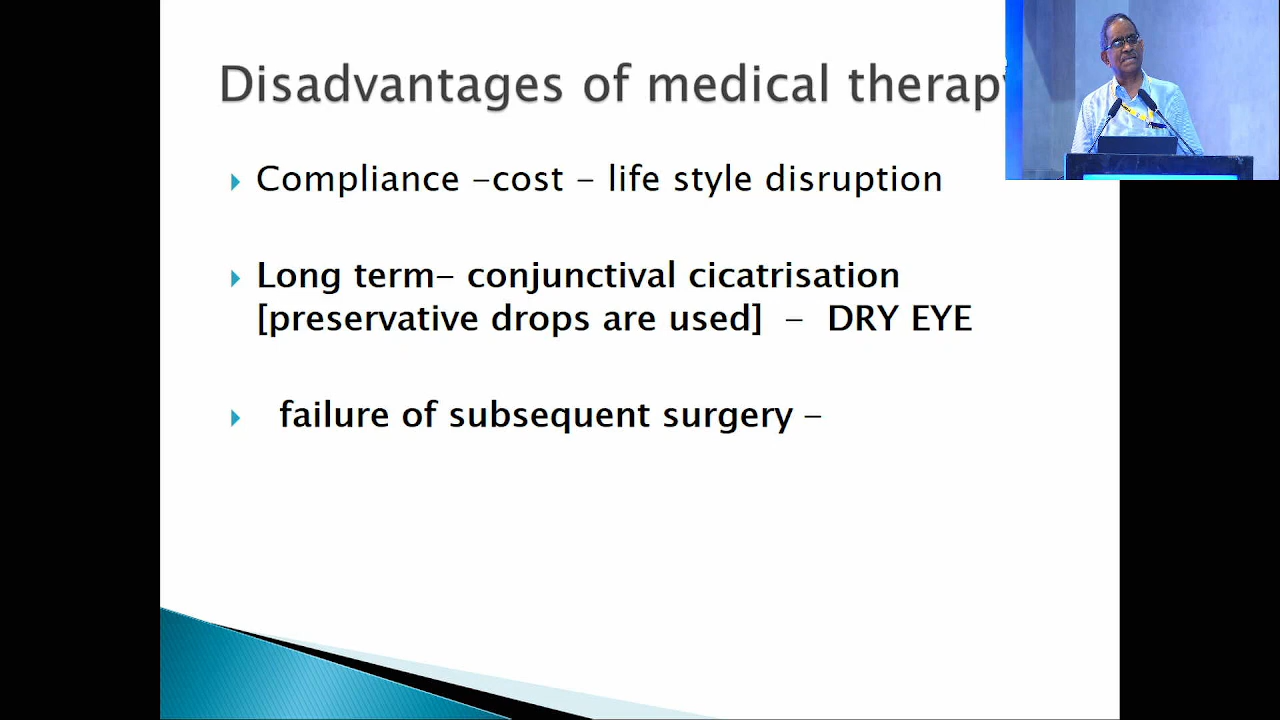 Disadvantages of medical therapy
Compliance –cost – life style disruption
Long term– conjunctival cicatrisation
[preservative drops are used] – DRY EYE
failure of subsequent surgery –